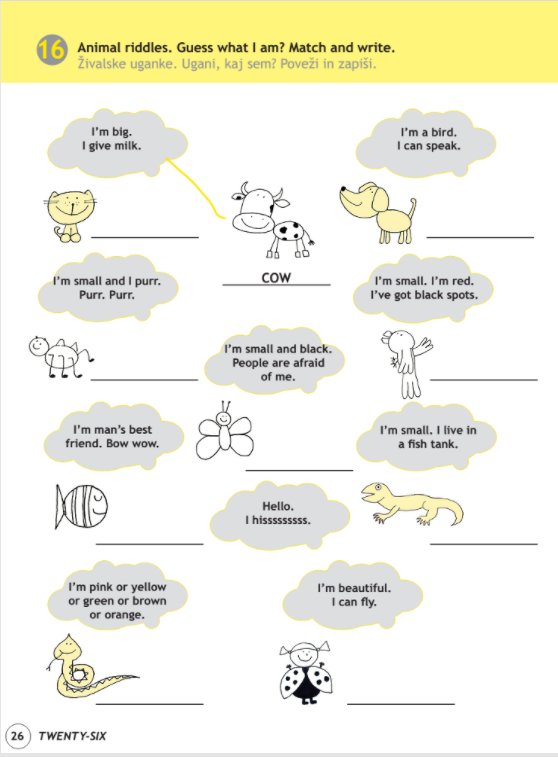 16 Animal riddles. Guess what I am? Match and write.
Živalske uganke. Ugani, kaj sem? Poveži in zapiši.
I'm big.
I give milk.
I'm a bird.
I can speak.
COW
I'm small and I purr.
Purr. Purr.
I'm small. I'm red.
I've got black spots.
I'm small and black.
People are afraid
of me.
I'm man's best
friend. Bow wow.
I'm small. I live in
a fish tank.
Hello.
I hisssssssss.
I'm pink or yellow
or green or brown
or orange.
I'm beautiful.
I can fly.
26 TWENTY-SIX